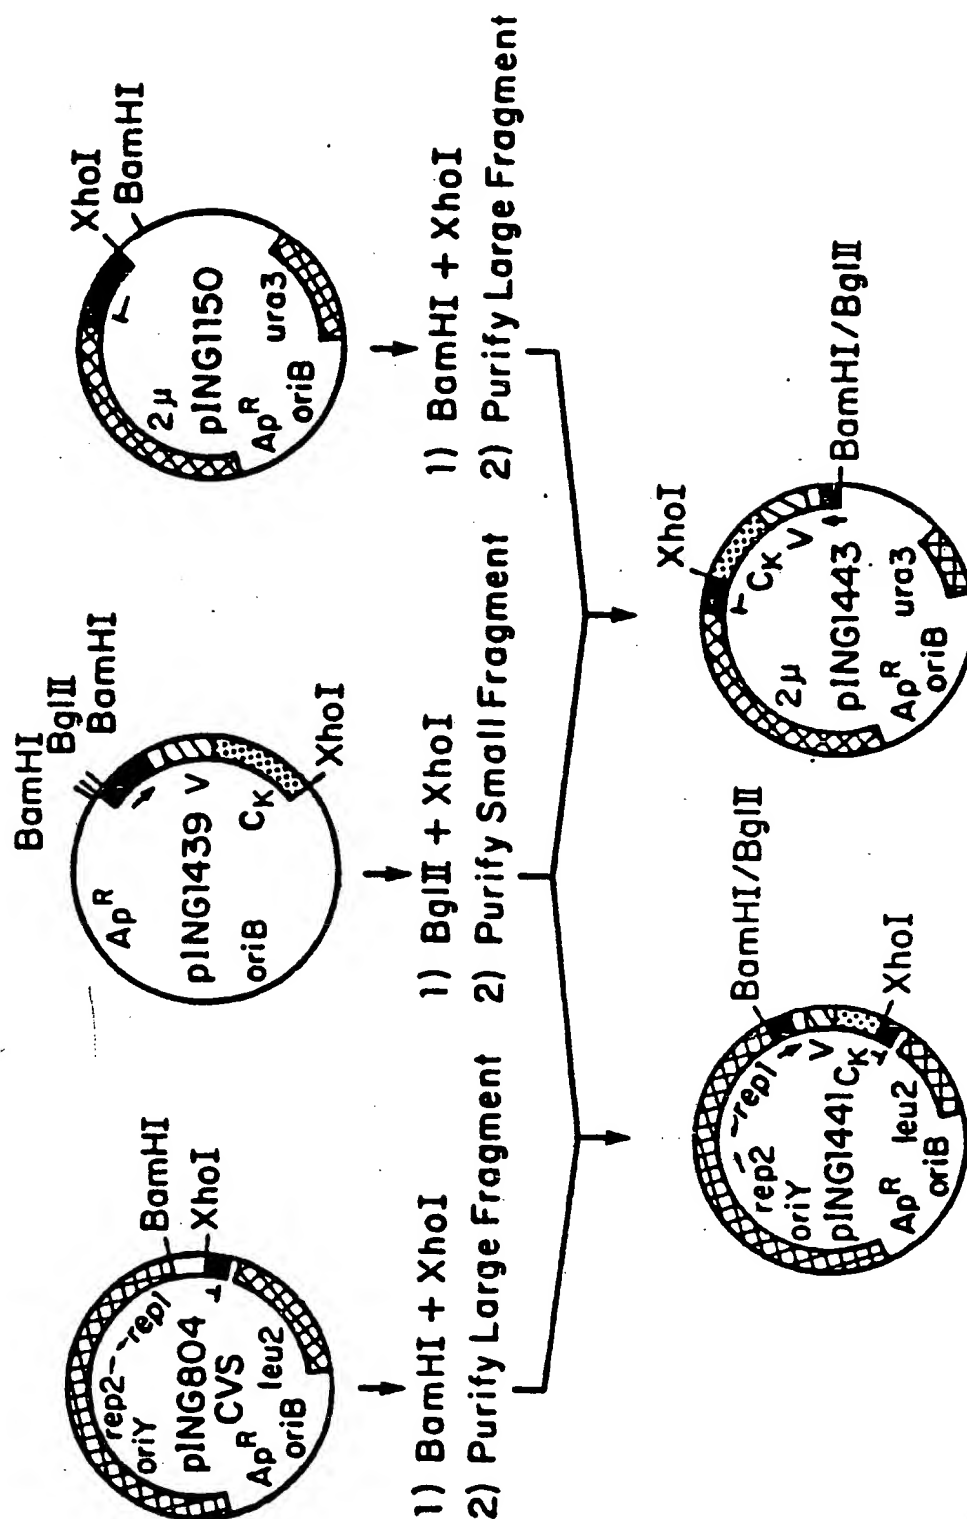 BamHI
XhoI
rep2
rep1
oriY
pING804
CVS
Ap^R
leu2
oriB
1) BamHI + XhoI
2) Purify Large Fragment
BamHI
BglII
BamHI
Ap^R
pING1439
V
C_K
oriB
XhoI
1) BglII + XhoI
2) Purify Small Fragment
XhoI
BamHI
2μ
pING1150
Ap^R
ura3
oriB
1) BamHI + XhoI
2) Purify Large Fragment
BamHI/BglII
rep2
rep1
oriY
V
pING1441
C_K
XhoI
Ap^R
leu2
oriB
XhoI
2μ
C_K
V
pING1443
BamHI/BglII
Ap^R
ura3
oriB